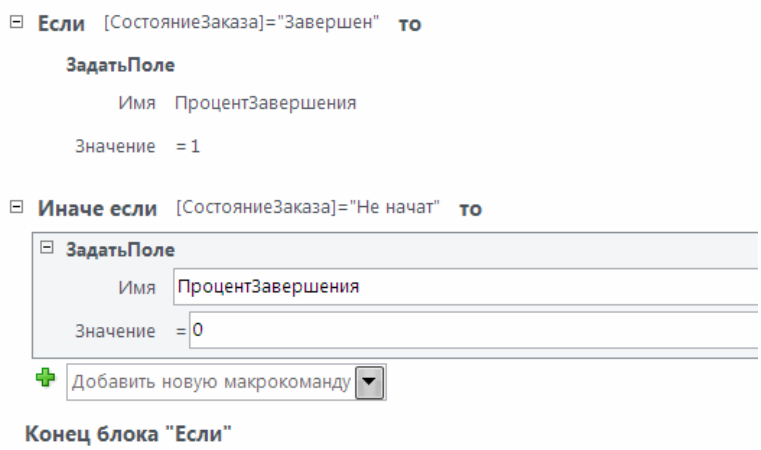 Если [СостояниеЗаказа]="Завершен" то
ЗадатьПоле
Имя ПроцентЗавершения
Значение = 1
Иначе если [СостояниеЗаказа]="Не начат" то
ЗадатьПоле
Имя ПроцентЗавершения
Значение = 0
Добавить новую макрокоманду
Конец блока "Если"